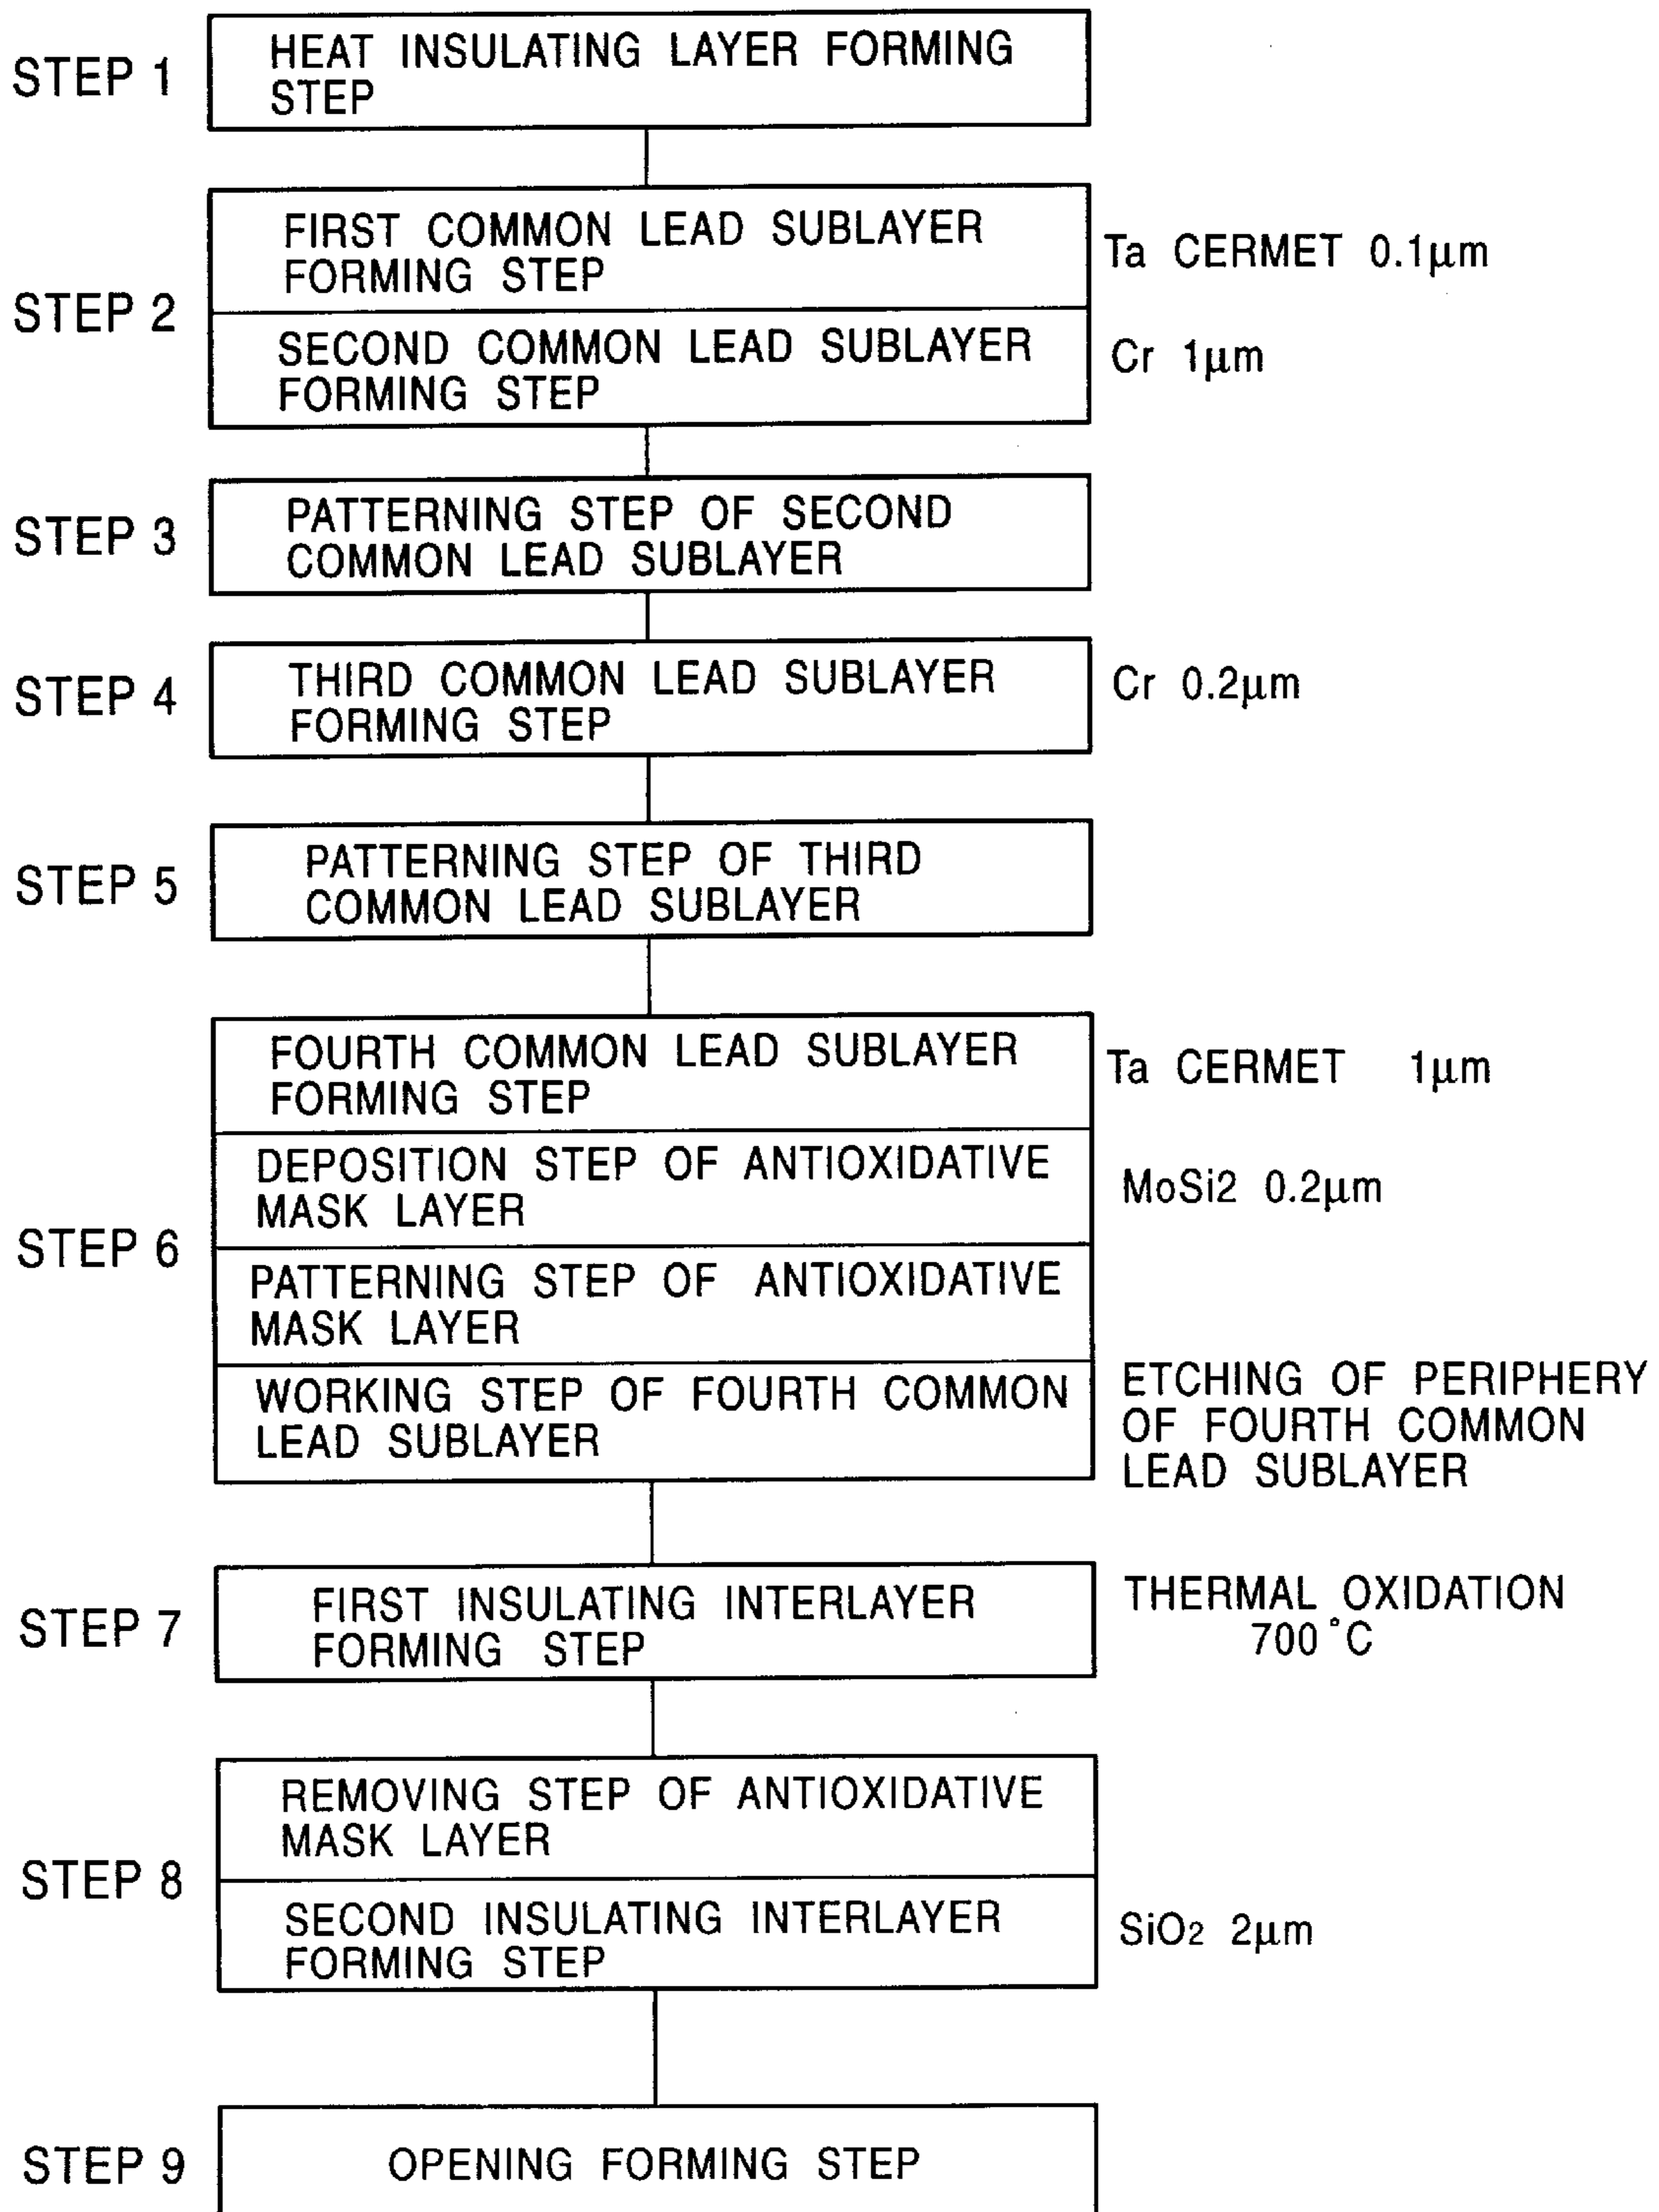 STEP 1
HEAT INSULATING LAYER FORMING
STEP
STEP 2
FIRST COMMON LEAD SUBLAYER
FORMING STEP
Ta CERMET 0.1μm
SECOND COMMON LEAD SUBLAYER
FORMING STEP
Cr 1μm
STEP 3
PATTERNING STEP OF SECOND
COMMON LEAD SUBLAYER
STEP 4
THIRD COMMON LEAD SUBLAYER
FORMING STEP
Cr 0.2μm
STEP 5
PATTERNING STEP OF THIRD
COMMON LEAD SUBLAYER
STEP 6
FOURTH COMMON LEAD SUBLAYER
FORMING STEP
Ta CERMET 1μm
DEPOSITION STEP OF ANTIOXIDATIVE
MASK LAYER
MoSi2 0.2μm
PATTERNING STEP OF ANTIOXIDATIVE
MASK LAYER
WORKING STEP OF FOURTH COMMON
LEAD SUBLAYER
ETCHING OF PERIPHERY
OF FOURTH COMMON
LEAD SUBLAYER
STEP 7
FIRST INSULATING INTERLAYER
FORMING STEP
THERMAL OXIDATION
700°C
STEP 8
REMOVING STEP OF ANTIOXIDATIVE
MASK LAYER
SECOND INSULATING INTERLAYER
FORMING STEP
SiO2 2μm
STEP 9
OPENING FORMING STEP